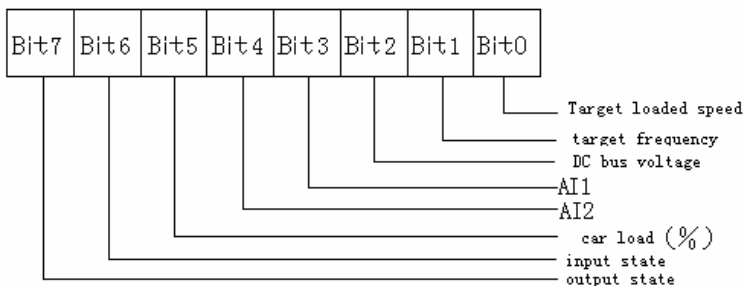 Bit7 Bit6 Bit5 Bit4 Bit3 Bit2 Bit1 Bit0
Target loaded speed
target frequency
DC bus voltage
AI1
AI2
car load (%)
input state
output state